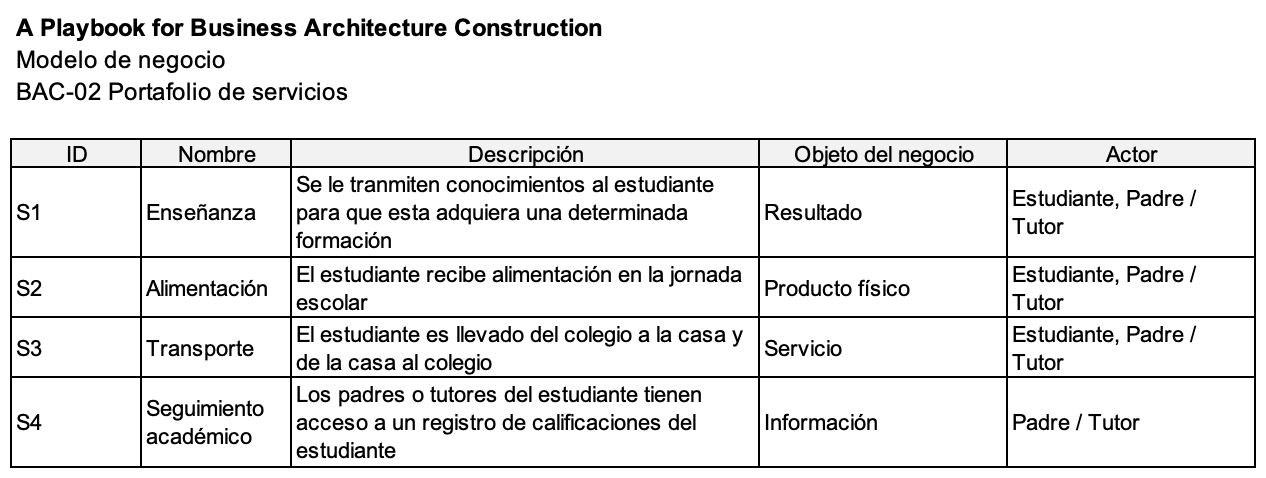 A Playbook for Business Architecture Construction
Modelo de negocio
BAC-02 Portafolio de servicios
ID Nombre Descripción Objeto del negocio Actor
S1 Enseñanza Se le tranmiten conocimientos al estudiante para que esta adquiera una determinada formación Resultado Estudiante, Padre / Tutor
S2 Alimentación El estudiante recibe alimentación en la jornada escolar Producto físico Estudiante, Padre / Tutor
S3 Transporte El estudiante es llevado del colegio a la casa y de la casa al colegio Servicio Estudiante, Padre / Tutor
S4 Seguimiento académico Los padres o tutores del estudiante tienen acceso a un registro de calificaciones del estudiante Información Padre / Tutor